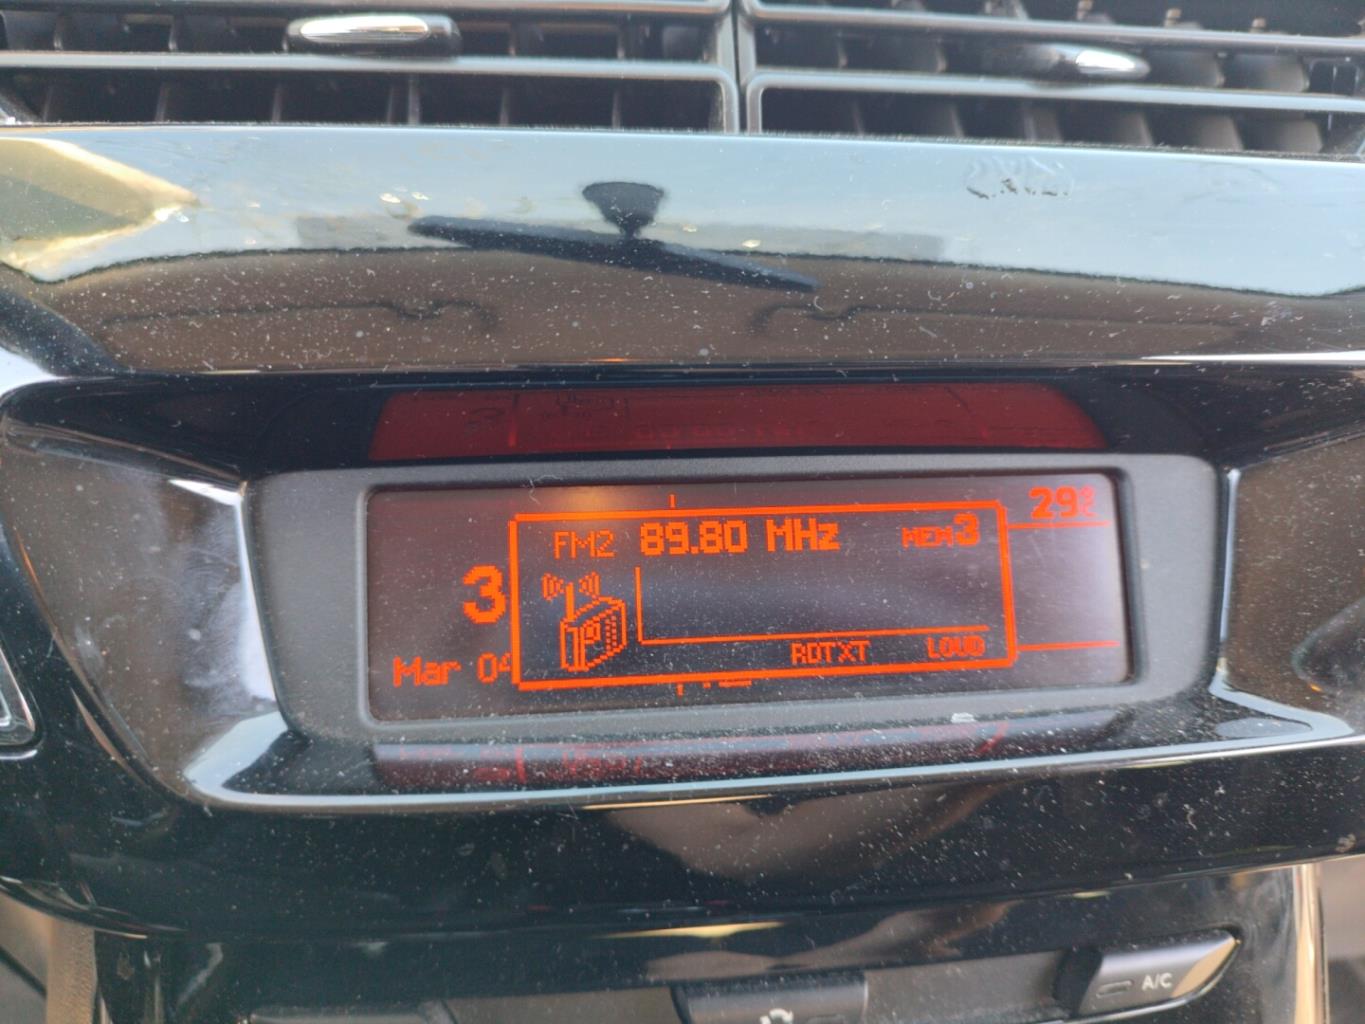 29°C
FM2 89.80 MHz MEM3
3
RDTXT LOUD
Mar 04
A/C